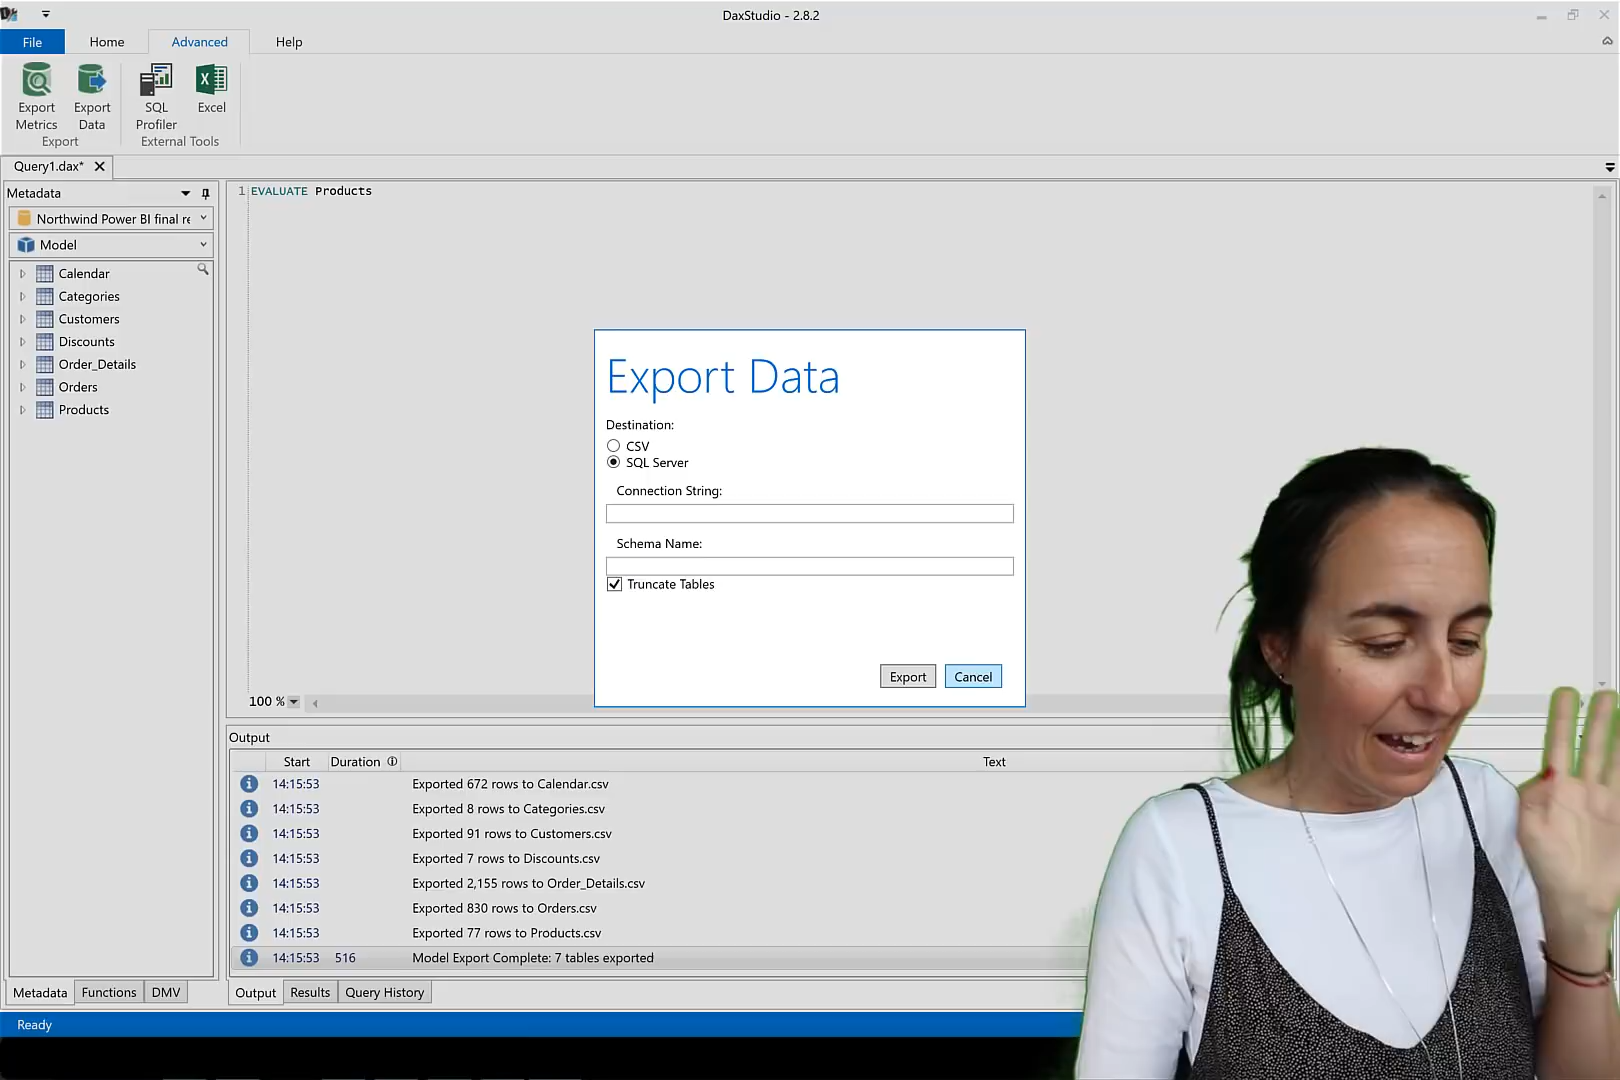 DaxStudio - 2.8.2
File
Home
Advanced
Help
Export Metrics
Export Data
SQL Profiler
Excel
Export
External Tools
Query1.dax*
Metadata
Northwind Power BI final re
Model
Calendar
Categories
Customers
Discounts
Order_Details
Orders
Products
1 EVALUATE Products
Export Data
Destination:
CSV
SQL Server
Connection String:
Schema Name:
Truncate Tables
Export
Cancel
100 %
Output
Start Duration Text
14:15:53 Exported 672 rows to Calendar.csv
14:15:53 Exported 8 rows to Categories.csv
14:15:53 Exported 91 rows to Customers.csv
14:15:53 Exported 7 rows to Discounts.csv
14:15:53 Exported 2,155 rows to Order_Details.csv
14:15:53 Exported 830 rows to Orders.csv
14:15:53 Exported 77 rows to Products.csv
14:15:53 516 Model Export Complete: 7 tables exported
Metadata Functions DMV
Output Results Query History
Ready